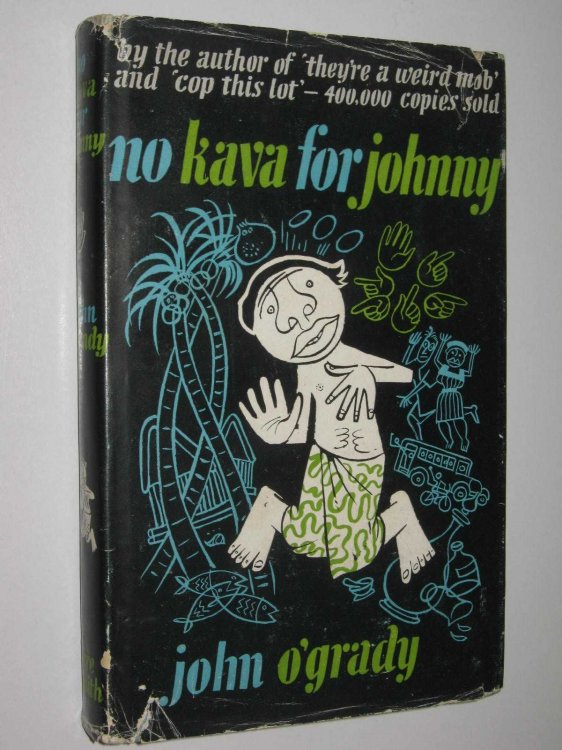 by the author of 'they're a weird mob'
and 'cop this lot' – 400,000 copies sold
no kava for johnny
john o'grady